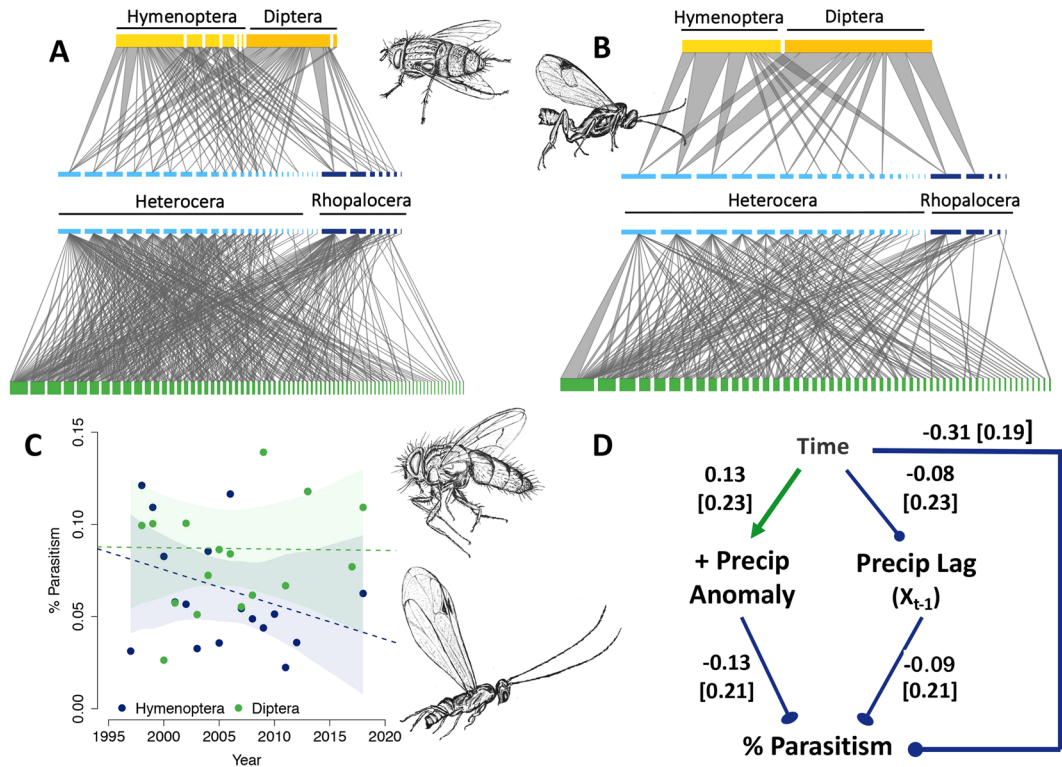 Hymenoptera Diptera
A
Heterocera Rhopalocera
Hymenoptera Diptera
B
Heterocera Rhopalocera
C
0.15
0.10
0.05
0.00
% Parasitism
Hymenoptera Diptera
1995 2000 2005 2010 2015 2020
Year
D
Time
-0.31 [0.19]
0.13
[0.23]
-0.08
[0.23]
+ Precip
Anomaly
Precip Lag
(Xt-1)
-0.13
[0.21]
-0.09
[0.21]
% Parasitism